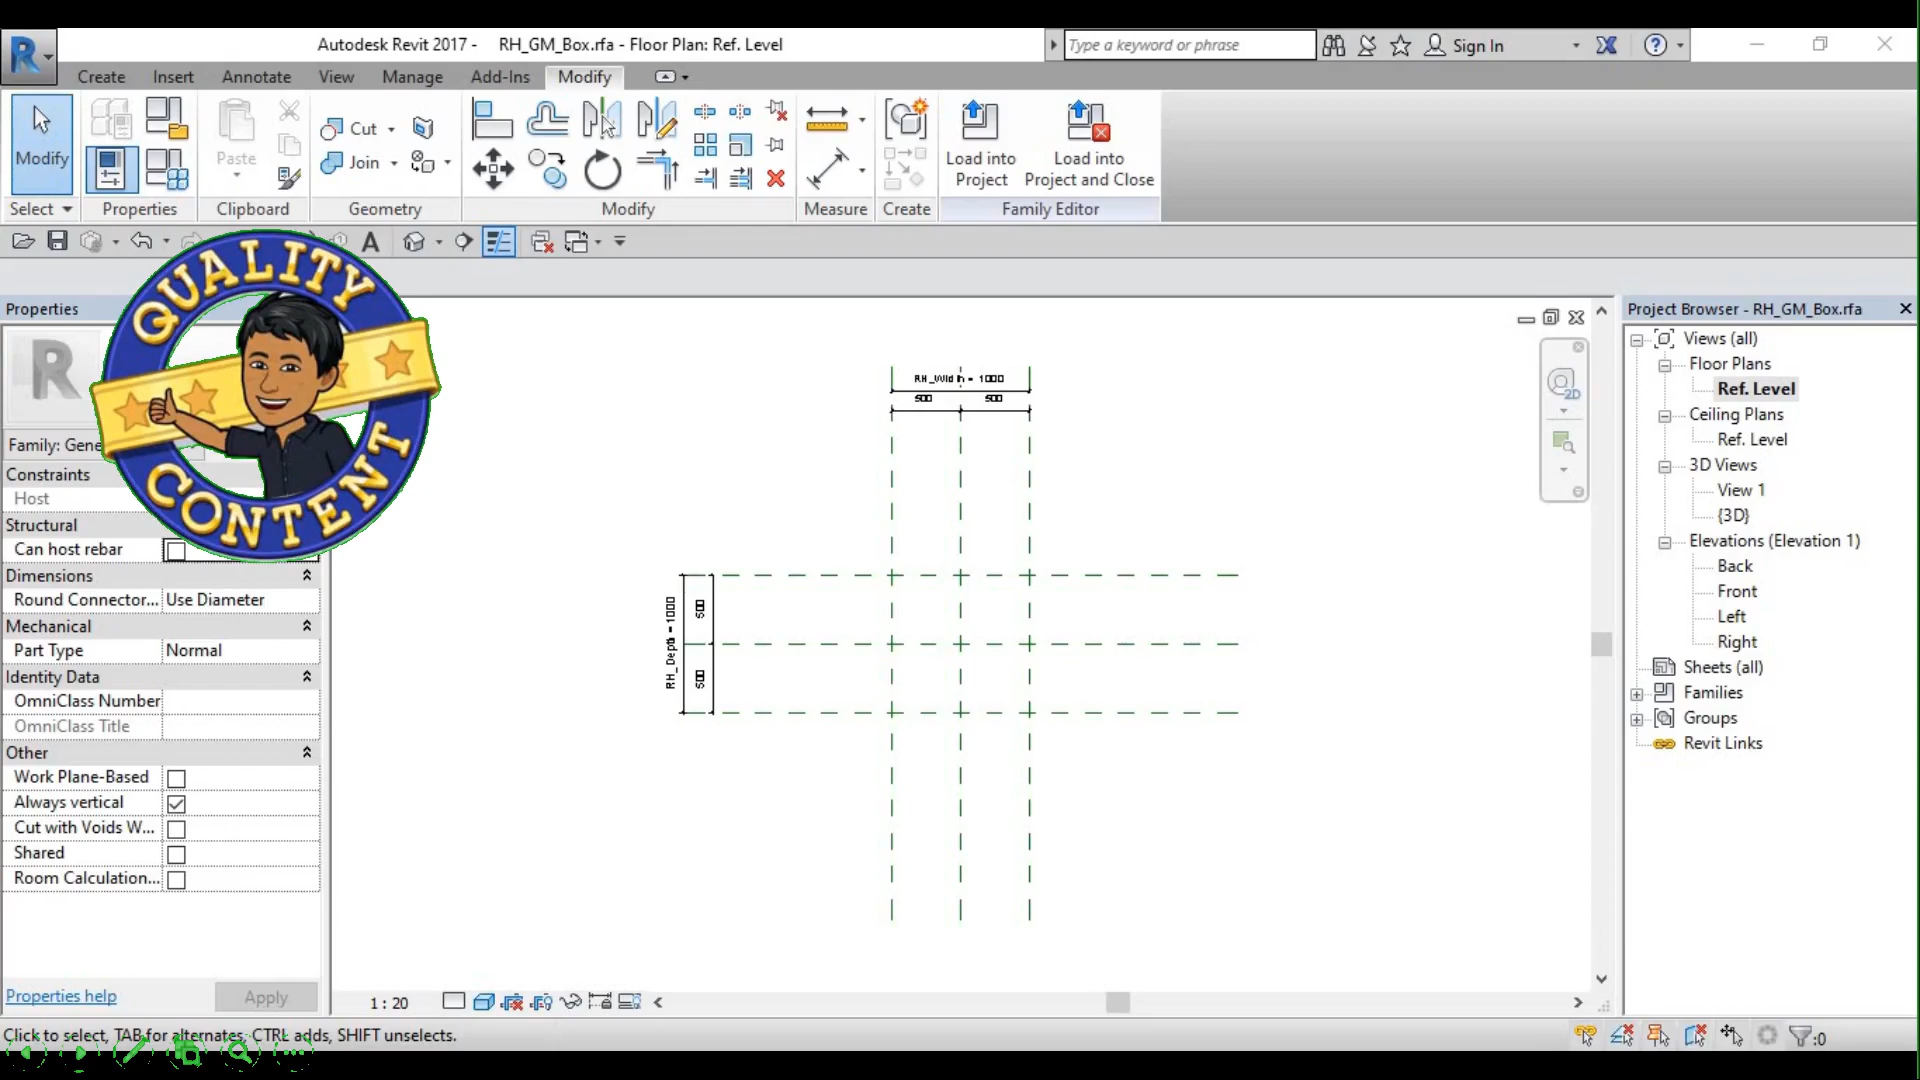 Autodesk Revit 2017 - RH_GM_Box.rfa - Floor Plan: Ref. Level
Type a keyword or phrase
Sign In
Create Insert Annotate View Manage Add-Ins Modify
Modify
Paste
Cut
Join
Load into Project
Load into Project and Close
Select Properties Clipboard Geometry Modify Measure Create Family Editor
QUALITY
CONTENT
Properties
Family: Gene
Constraints
Host
Structural
Can host rebar
Dimensions
Round Connector... Use Diameter
Mechanical
Part Type Normal
Identity Data
OmniClass Number
OmniClass Title
Other
Work Plane-Based
Always vertical
Cut with Voids W...
Shared
Room Calculation...
Properties help
Apply
RH_Width = 1000
500 500
RH_Depth = 1000
500
500
2D
1 : 20
Project Browser - RH_GM_Box.rfa
Views (all)
Floor Plans
Ref. Level
Ceiling Plans
Ref. Level
3D Views
View 1
{3D}
Elevations (Elevation 1)
Back
Front
Left
Right
Sheets (all)
Families
Groups
Revit Links
Click to select, TAB for alternates, CTRL adds, SHIFT unselects.
:0